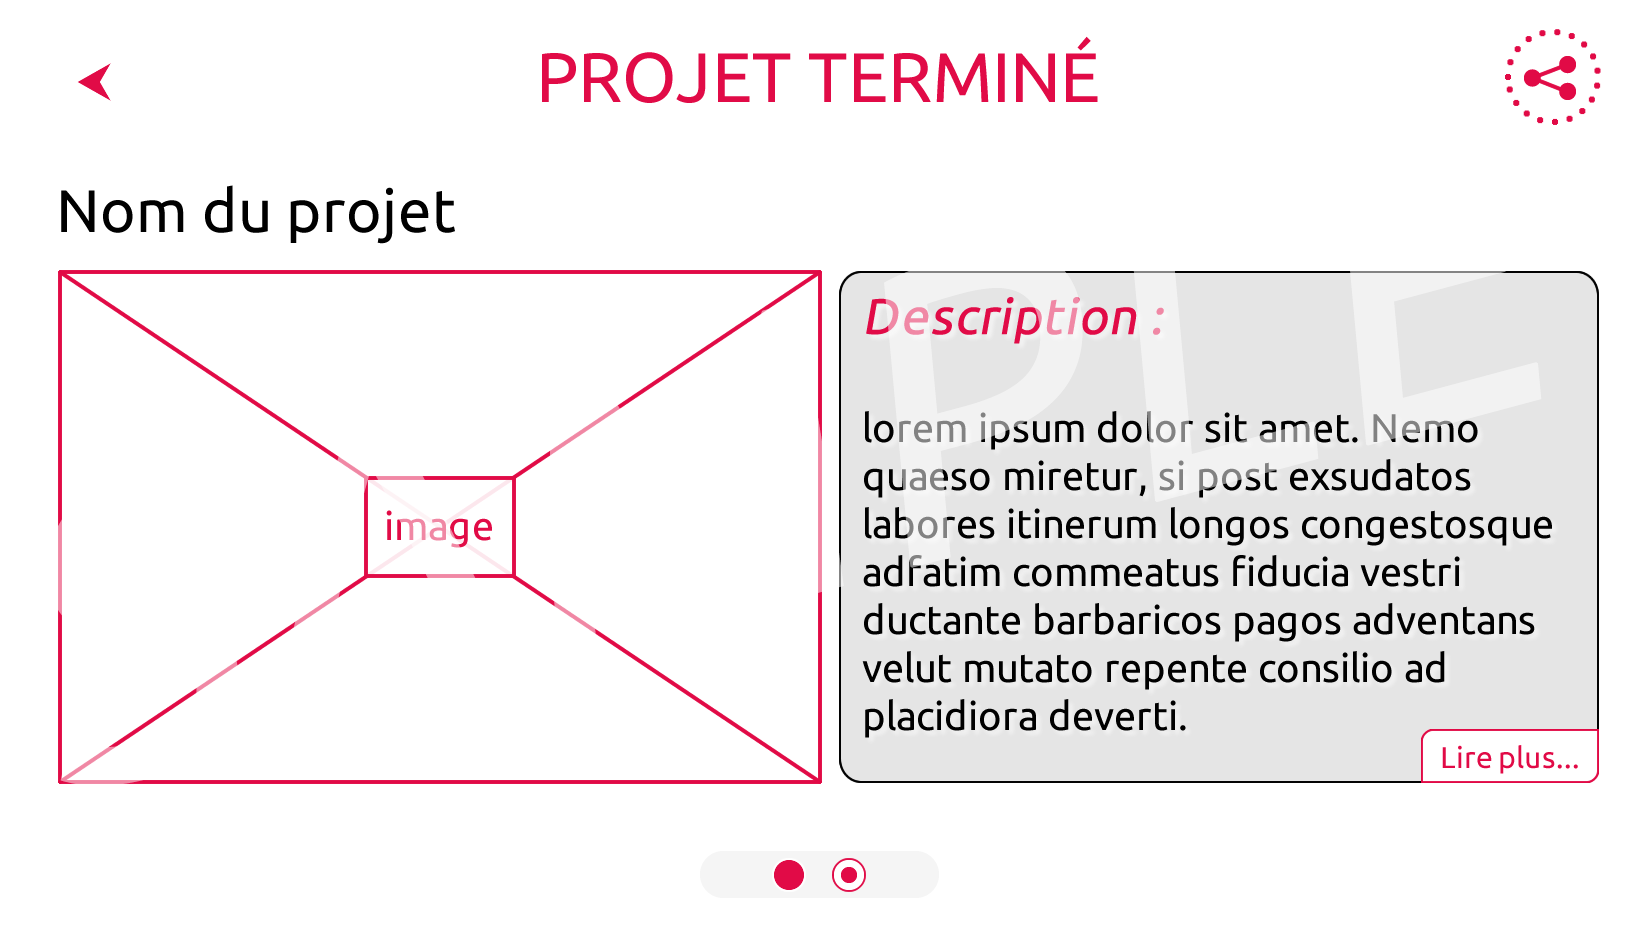 PROJET TERMINÉ
Nom du projet
image
Description :
lorem ipsum dolor sit amet. Nemo
quaeso miretur, si post exsudatos
labores itinerum longos congestosque
adfatim commeatus fiducia vestri
ductante barbaricos pagos adventans
velut mutato repente consilio ad
placidiora deverti.
Lire plus...
PLE